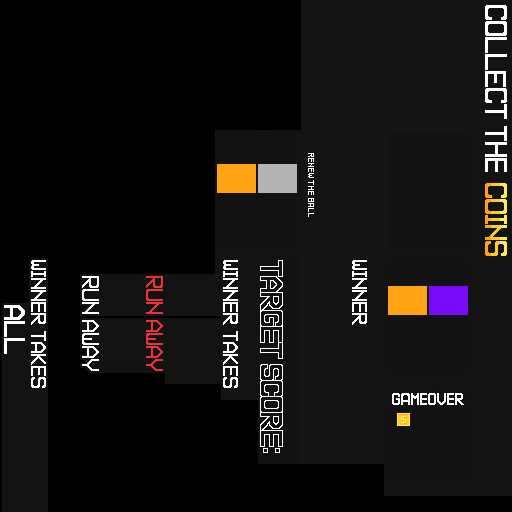 COLLECT THE COINS
RENEW THE BALL
WINNER
TARGET SCORE:
WINNER TAKES
RUN AWAY
RUN AWAY
WINNER TAKES
ALL
GAMEOVER